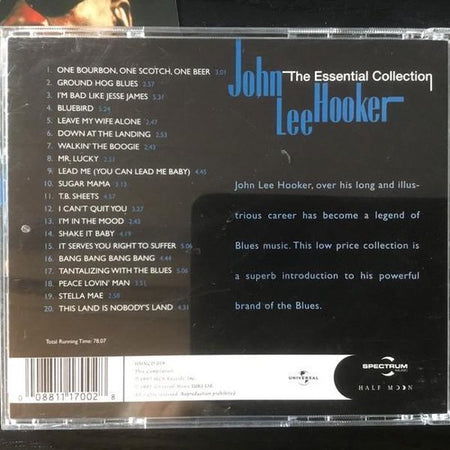 1. ONE BOURBON, ONE SCOTCH, ONE BEER 3.01
2. GROUND HOG BLUES 2.57
3. I'M BAD LIKE JESSE JAMES 5.31
4. BLUEBIRD 5.24
5. LEAVE MY WIFE ALONE 2.47
6. DOWN AT THE LANDING 2.53
7. WALKIN' THE BOOGIE 2.43
8. MR. LUCKY 2.51
9. LEAD ME (YOU CAN LEAD ME BABY) 4.45
10. SUGAR MAMA 3.13
11. T.B. SHEETS 4.57
12. I CAN'T QUIT YOU 3.27
13. I'M IN THE MOOD 2.43
14. SHAKE IT BABY 4.19
15. IT SERVES YOU RIGHT TO SUFFER 5.06
16. BANG BANG BANG BANG 4.44
17. TANTALIZING WITH THE BLUES 5.06
18. PEACE LOVIN' MAN 3.51
19. STELLA MAE 2.58
20. THIS LAND IS NOBODY'S LAND 4.31
Total Running Time: 78.07
The Essential Collection
John
Lee Hooker
John Lee Hooker, over his long and illus-
trious career has become a legend of
Blues music. This low price collection is
a superb introduction to his powerful
brand of the Blues.
This Compilation
0 08811 17002 8
UNIVERSAL
SPECTRUM
MUSIC
HALF MOON